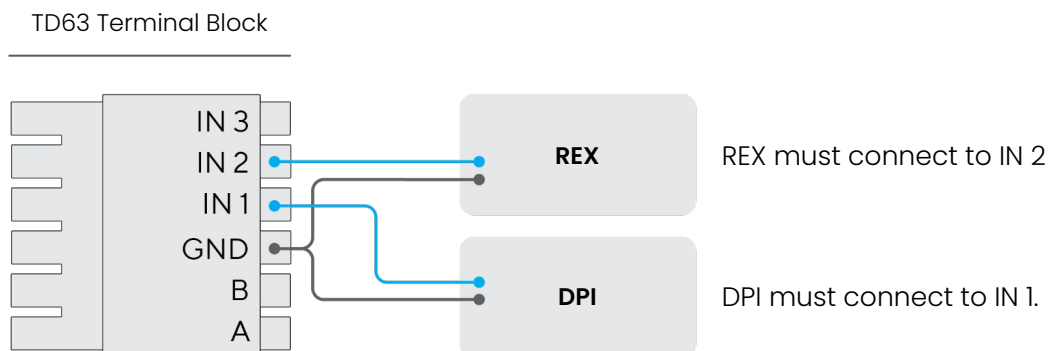 TD63 Terminal Block
IN 3
IN 2
IN 1
GND
B
A
REX
REX must connect to IN 2
DPI
DPI must connect to IN 1.